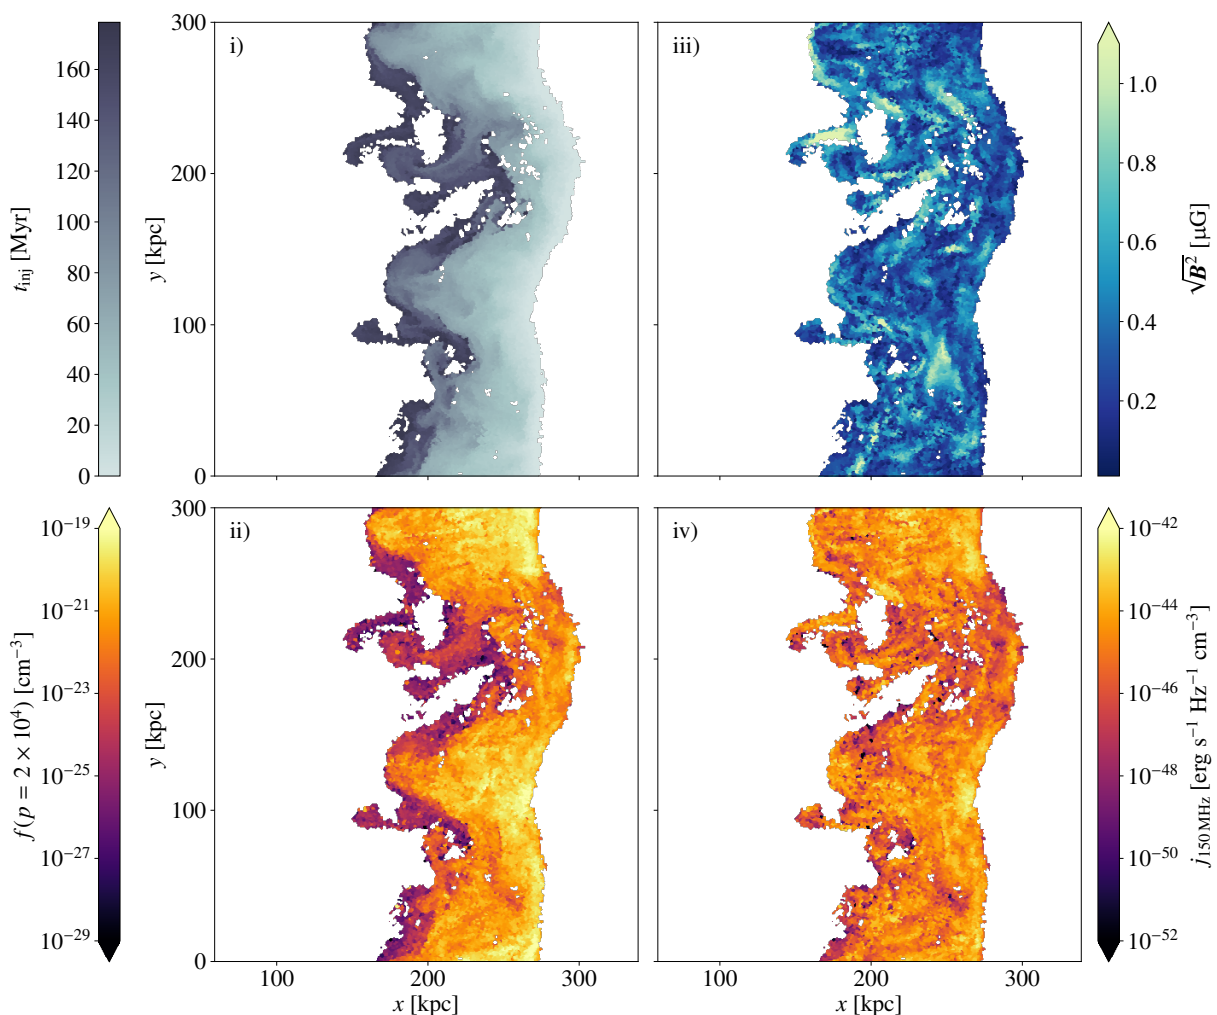 i)
iii)
160
140
120
100
80
60
40
20
0
t_inj [Myr]
300
200
100
0
y [kpc]
1.0
0.8
0.6
0.4
0.2
√B² [μG]
ii)
iv)
10⁻¹⁹
10⁻²¹
10⁻²³
10⁻²⁵
10⁻²⁷
10⁻²⁹
f(p = 2 × 10⁴) [cm⁻³]
300
200
100
0
y [kpc]
10⁻⁴²
10⁻⁴⁴
10⁻⁴⁶
10⁻⁴⁸
10⁻⁵⁰
10⁻⁵²
j_150 MHz [erg s⁻¹ Hz⁻¹ cm⁻³]
100 200 300
100 200 300
x [kpc]
x [kpc]